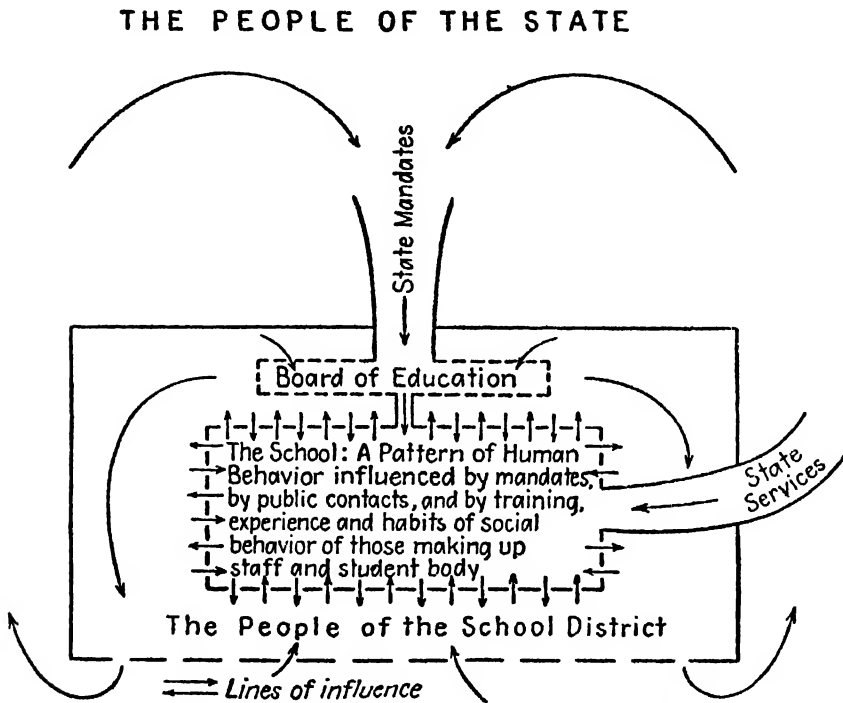 THE PEOPLE OF THE STATE
State Mandates
Board of Education
The School: A Pattern of Human
Behavior influenced by mandates,
by public contacts, and by training,
experience and habits of social
behavior of those making up
staff and student body
State
Services
The People of the School District
Lines of influence